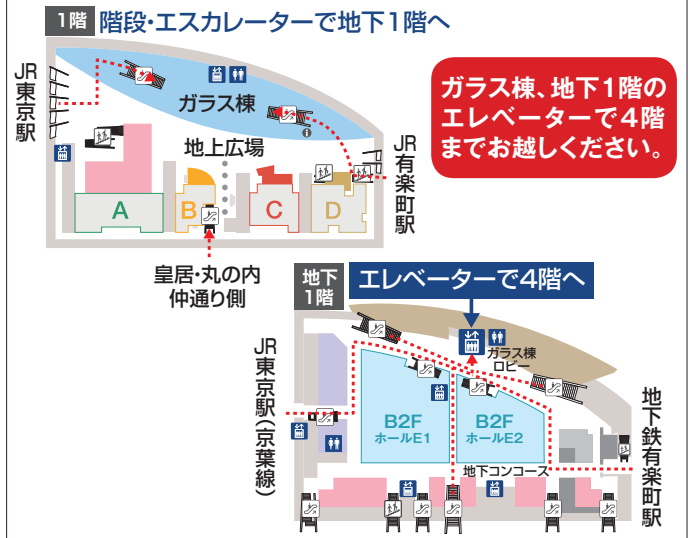 1階 階段・エスカレーターで地下1階へ
JR東京駅
ガラス棟
ガラス棟、地下1階の
エレベーターで4階
までお越しください。
地上広場
JR有楽町駅
A
B
C
D
皇居・丸の内
仲通り側
地下
1階
エレベーターで4階へ
ガラス棟
ロビー
JR東京駅(京葉線)
B2F
ホールE1
B2F
ホールE2
地下コンコース
地下鉄有楽町駅